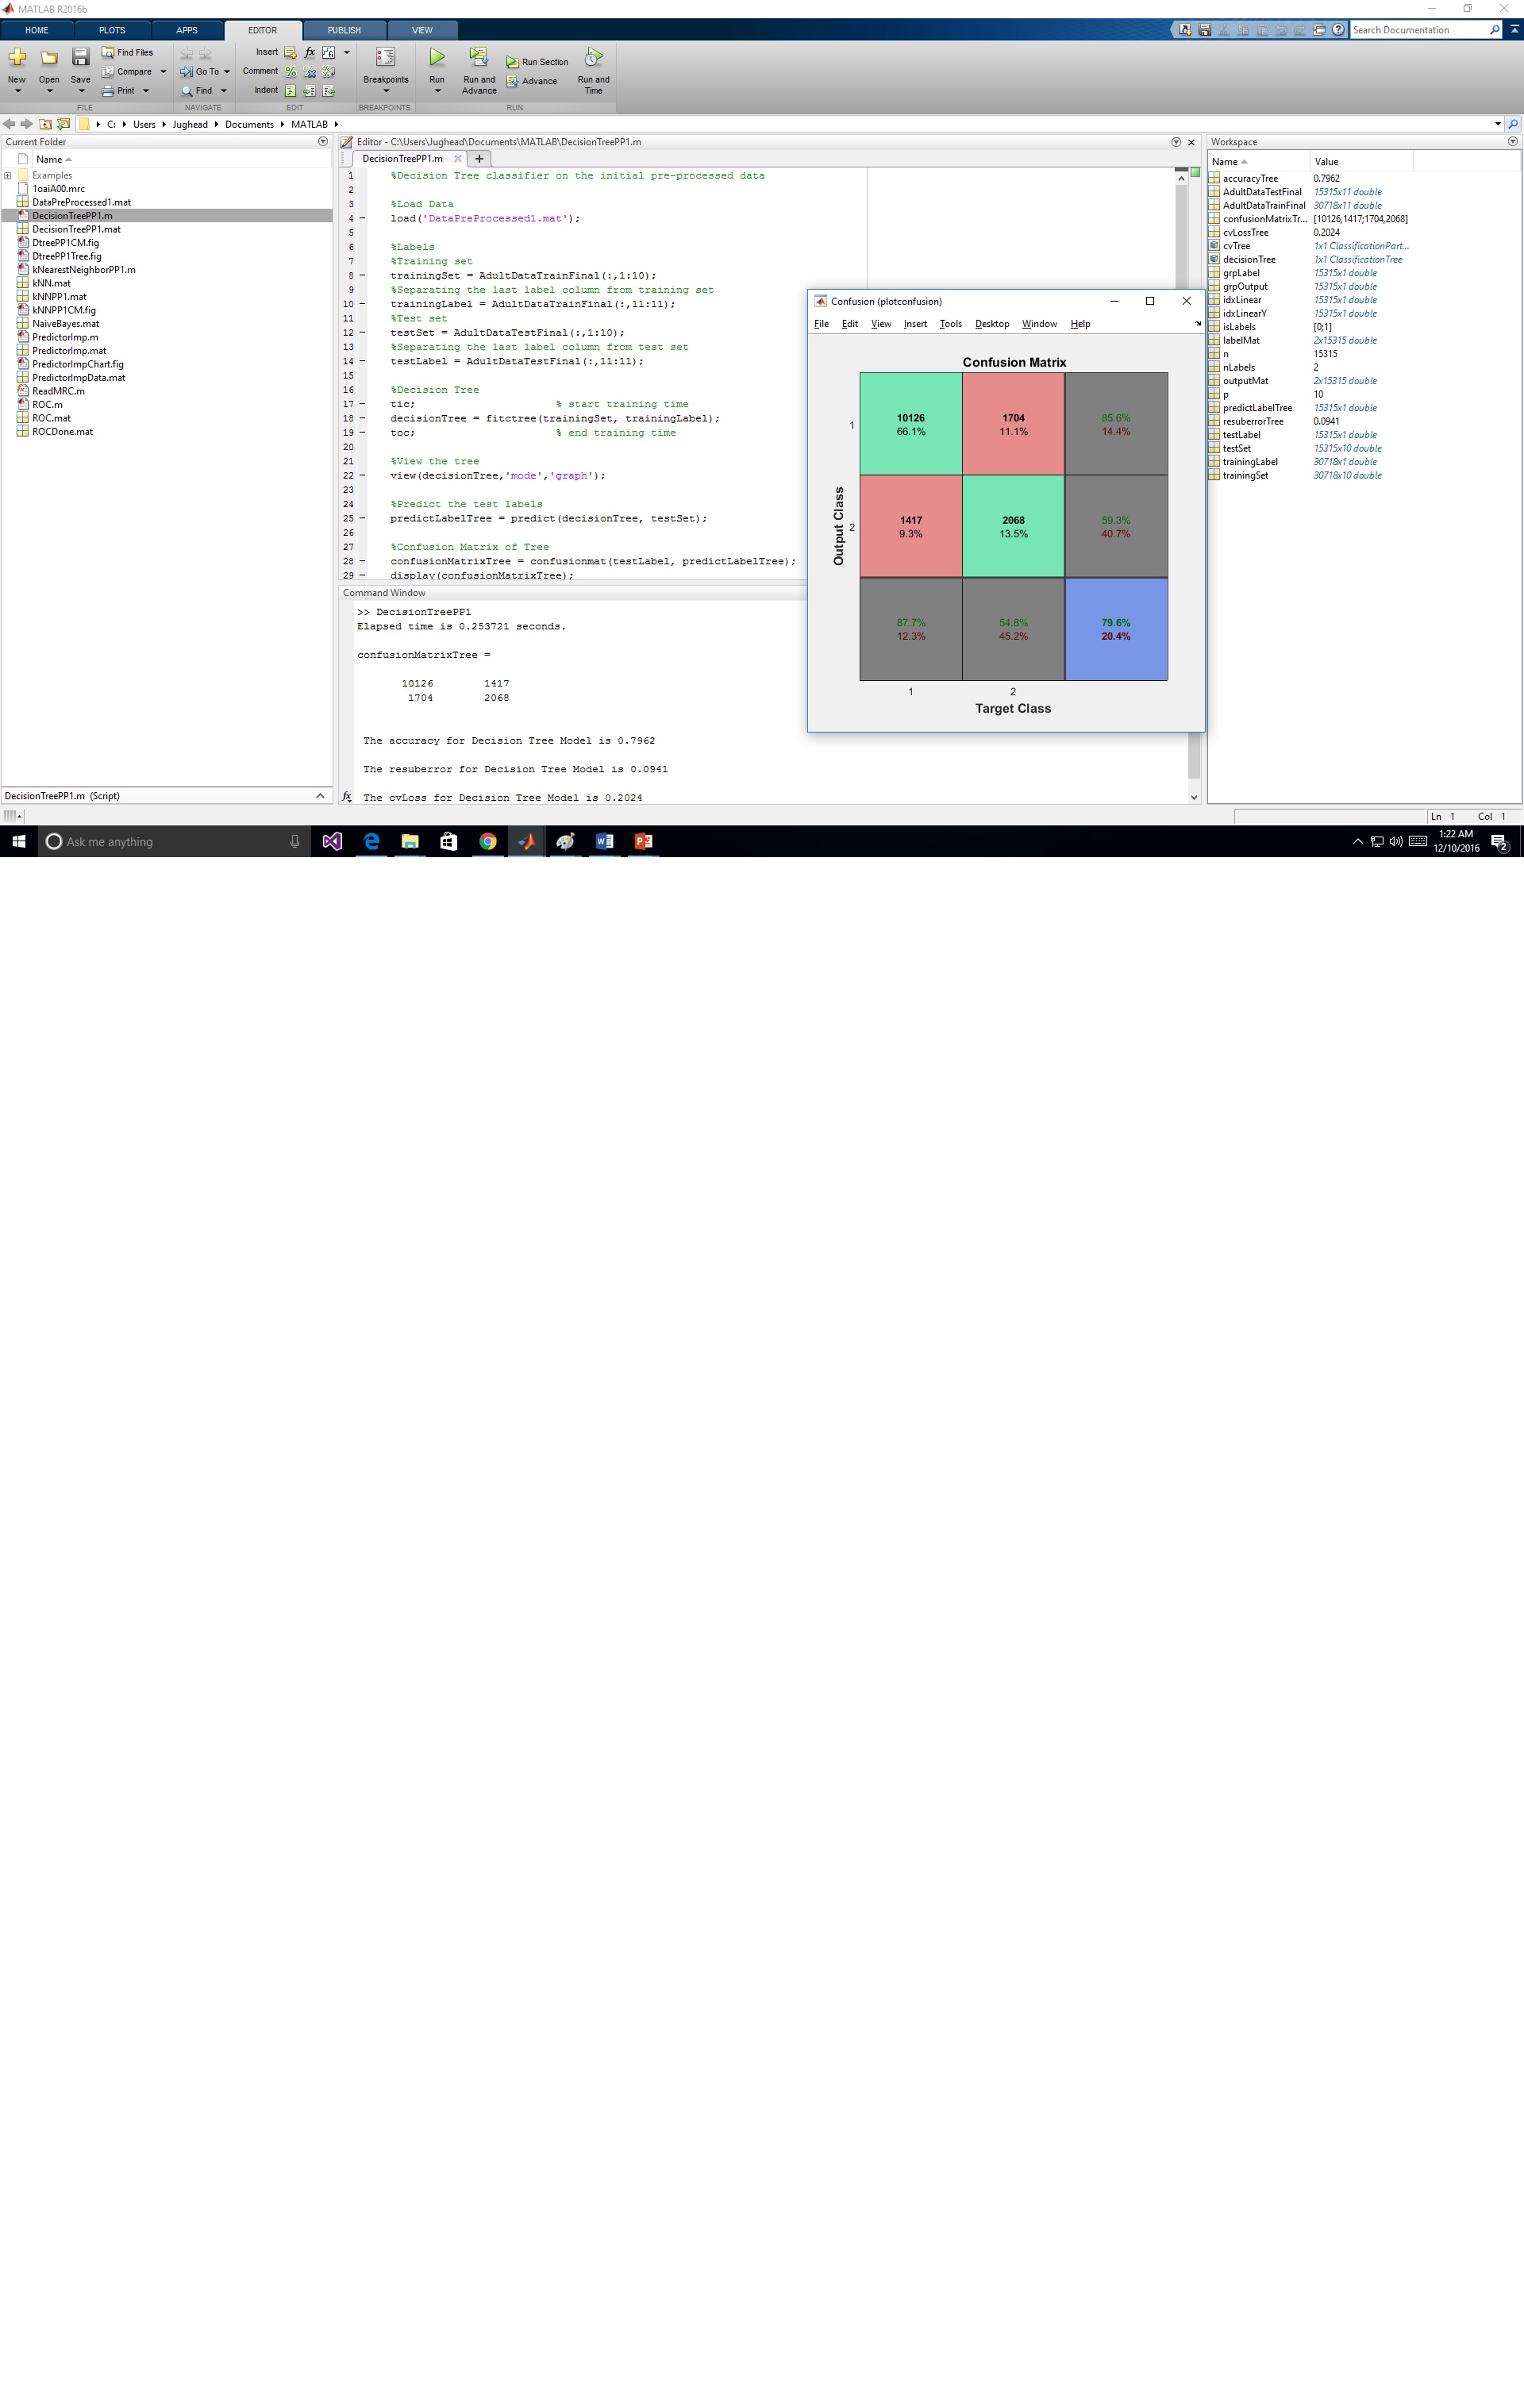 MATLAB R2016b
HOME PLOTS APPS EDITOR PUBLISH VIEW
Search Documentation
New Open Save
Find Files
Compare
Print
Go To
Find
Insert fx
Comment
Indent
Breakpoints
Run
Run and Advance
Run Section
Advance
Run and Time
FILE NAVIGATE EDIT BREAKPOINTS RUN
C: Users Jughead Documents MATLAB
Current Folder
Name
Examples
1oaiA00.mrc
DataPreProcessed1.mat
DecisionTreePP1.m
DecisionTreePP1.mat
DtreePP1CM.fig
DtreePP1Tree.fig
kNearestNeighborPP1.m
kNN.mat
kNNPP1.mat
kNNPP1CM.fig
NaiveBayes.mat
PredictorImp.m
PredictorImp.mat
PredictorImpChart.fig
PredictorImpData.mat
ReadMRC.m
ROC.m
ROC.mat
ROCDone.mat
DecisionTreePP1.m (Script)
Editor - C:\Users\Jughead\Documents\MATLAB\DecisionTreePP1.m
DecisionTreePP1.m
1 %Decision Tree classifier on the initial pre-processed data
2
3 %Load Data
4 – load('DataPreProcessed1.mat');
5
6 %Labels
7 %Training set
8 – trainingSet = AdultDataTrainFinal(:,1:10);
9 %Separating the last label column from training set
10 – trainingLabel = AdultDataTrainFinal(:,11:11);
11 %Test set
12 – testSet = AdultDataTestFinal(:,1:10);
13 %Separating the last label column from test set
14 – testLabel = AdultDataTestFinal(:,11:11);
15
16 %Decision Tree
17 – tic; % start training time
18 – decisionTree = fitctree(trainingSet, trainingLabel);
19 – toc; % end training time
20
21 %View the tree
22 – view(decisionTree,'mode','graph');
23
24 %Predict the test labels
25 – predictLabelTree = predict(decisionTree, testSet);
26
27 %Confusion Matrix of Tree
28 – confusionMatrixTree = confusionmat(testLabel, predictLabelTree);
29 – display(confusionMatrixTree);
Command Window
>> DecisionTreePP1
Elapsed time is 0.253721 seconds.
confusionMatrixTree =
10126 1417
1704 2068
The accuracy for Decision Tree Model is 0.7962
The resuberror for Decision Tree Model is 0.0941
fx The cvLoss for Decision Tree Model is 0.2024
Confusion (plotconfusion)
File Edit View Insert Tools Desktop Window Help
Confusion Matrix
Output Class
1
10126
66.1%
1704
11.1%
85.6%
14.4%
2
1417
9.3%
2068
13.5%
59.3%
40.7%
87.7%
12.3%
54.8%
45.2%
79.6%
20.4%
1 2
Target Class
Workspace
Name Value
accuracyTree 0.7962
AdultDataTestFinal 15315x11 double
AdultDataTrainFinal 30718x11 double
confusionMatrixTr... [10126,1417;1704,2068]
cvLossTree 0.2024
cvTree 1x1 ClassificationPart...
decisionTree 1x1 ClassificationTree
grpLabel 15315x1 double
grpOutput 15315x1 double
idxLinear 15315x1 double
idxLinearY 15315x1 double
isLabels [0;1]
labelMat 2x15315 double
n 15315
nLabels 2
outputMat 2x15315 double
p 10
predictLabelTree 15315x1 double
resuberrorTree 0.0941
testLabel 15315x1 double
testSet 15315x10 double
trainingLabel 30718x1 double
trainingSet 30718x10 double
Ln 1 Col 1
Ask me anything
1:22 AM
12/10/2016
2